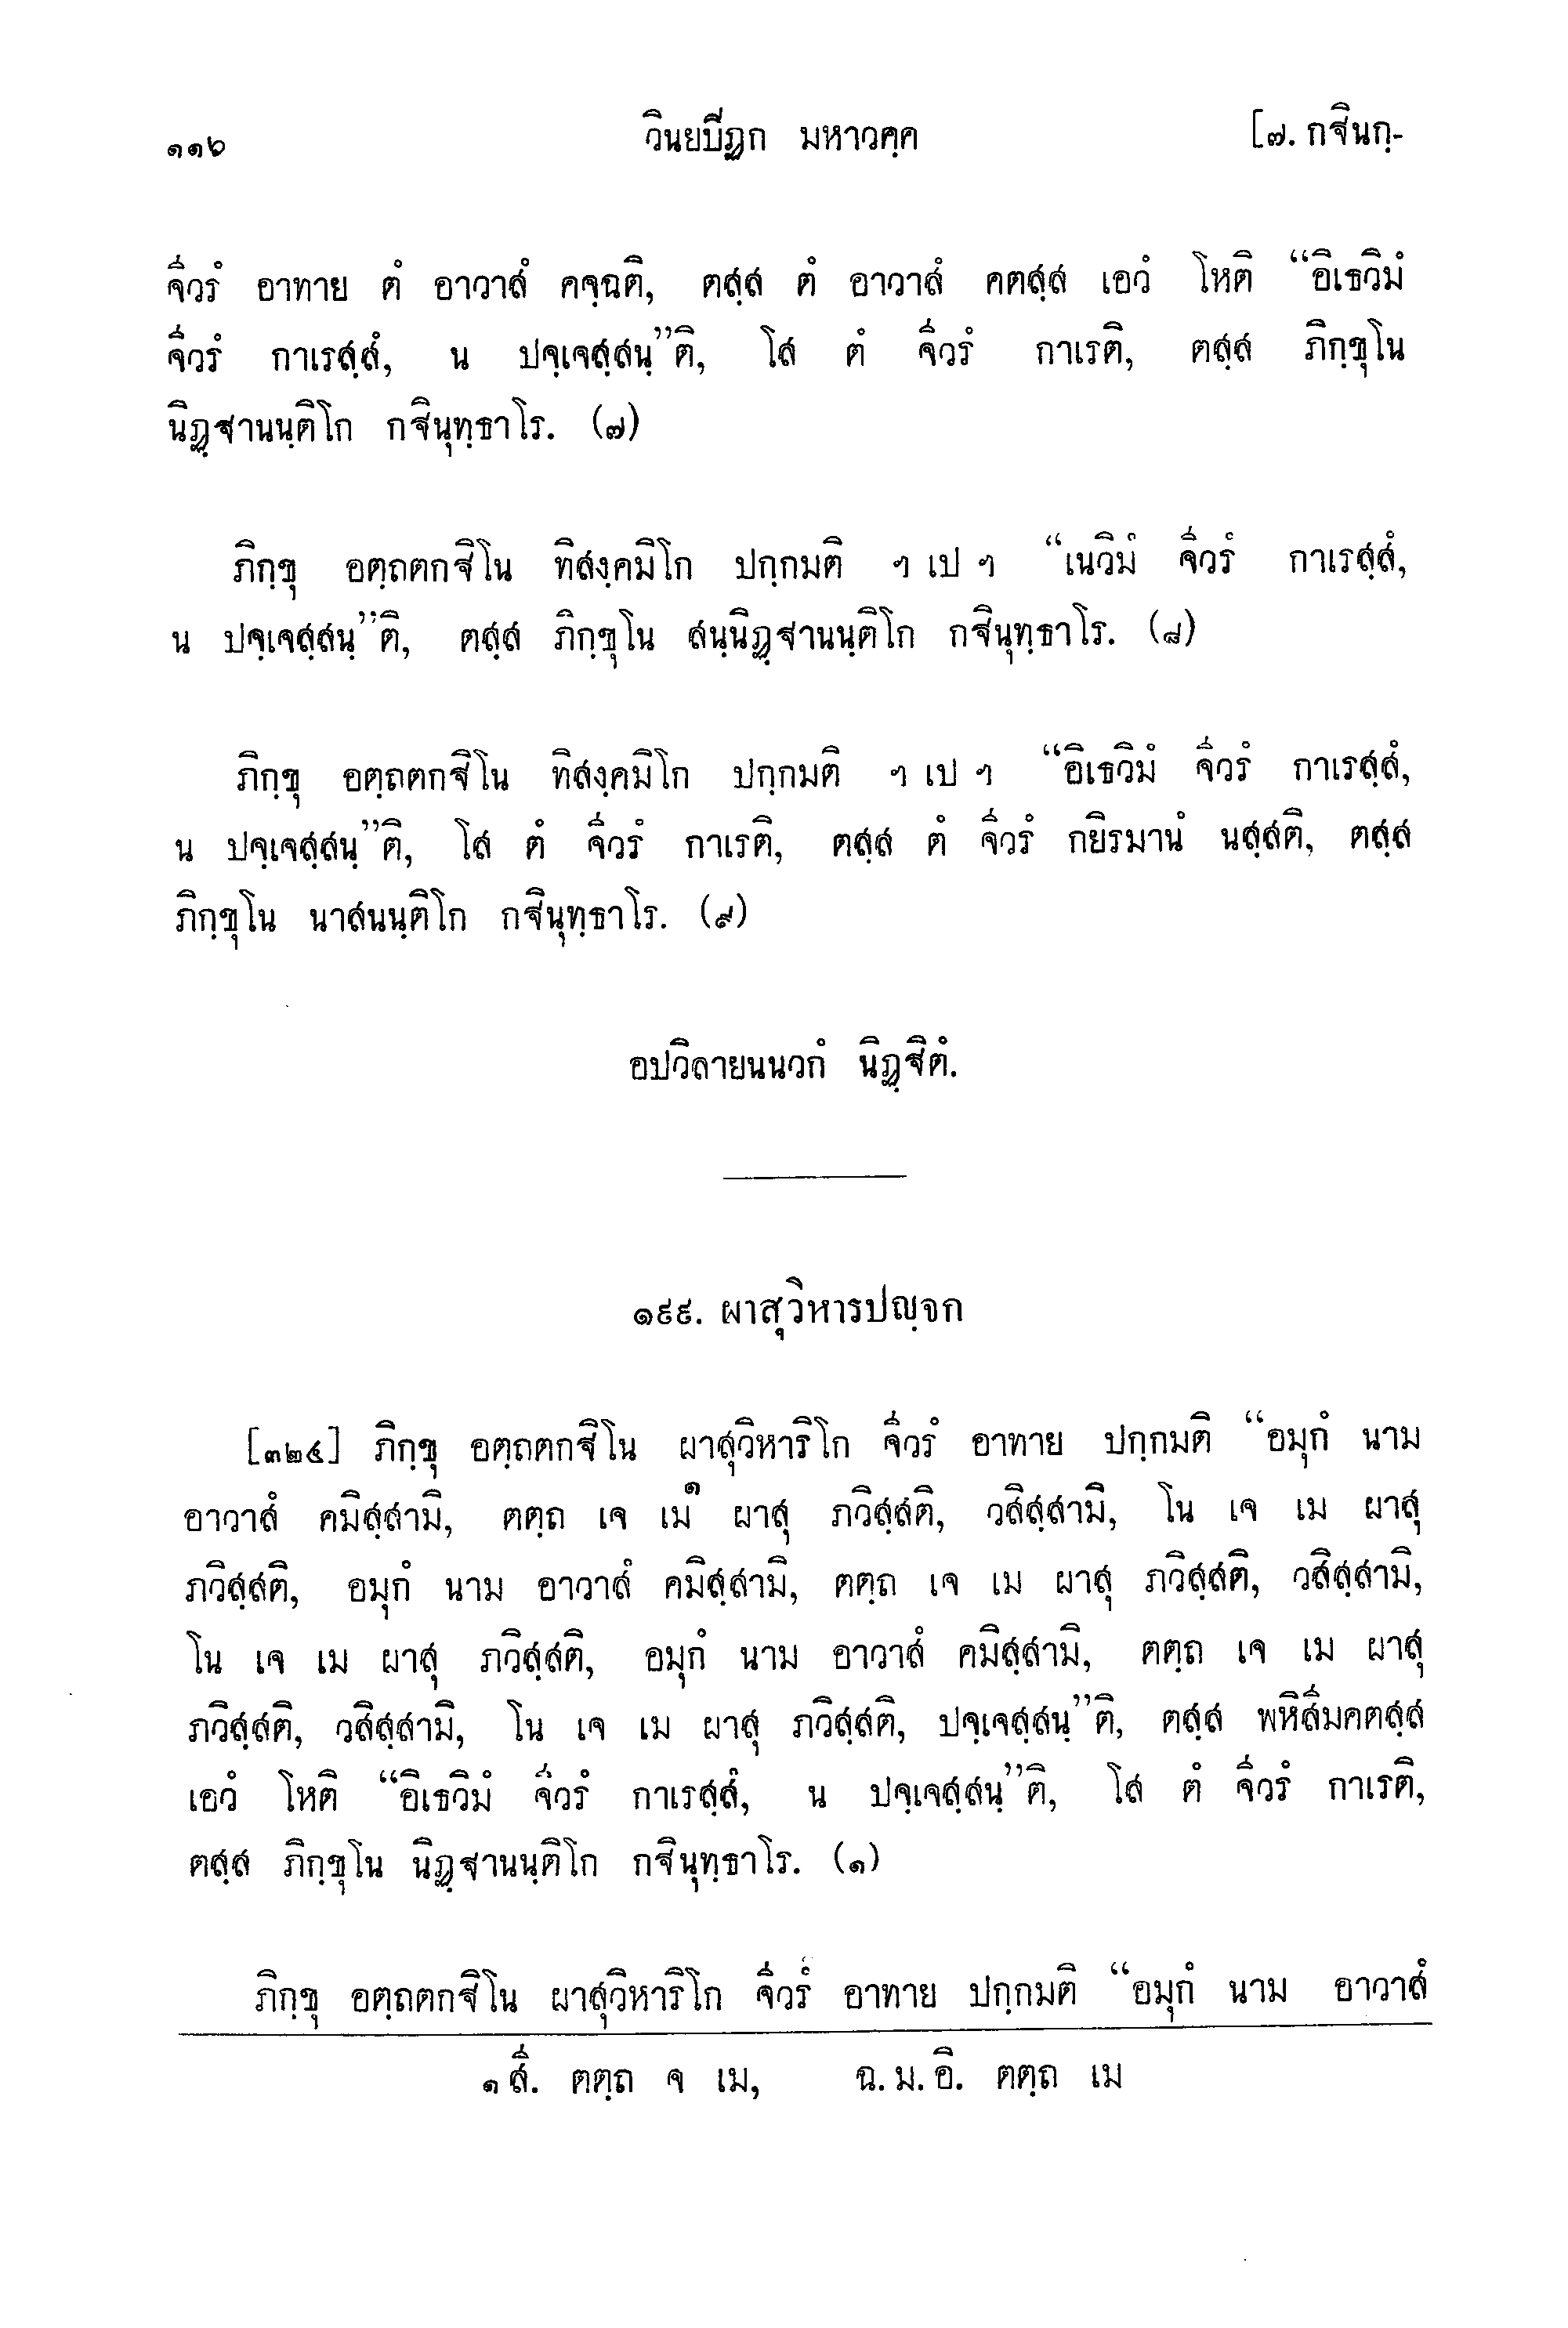 ๑๑๖ วินยปิฏก มหาวคฺค [๗. กฐินกฺ-
จีวรํ อาทาย ตํ อาวาสํ คจฺฉติ, ตสฺส ตํ อาวาสํ คตสฺส เอวํ โหติ “อิเธวิมํ
จีวรํ กาเรสฺสํ, น ปจฺเจสฺสนฺ”ติ, โส ตํ จีวรํ กาเรติ, ตสฺส ภิกฺขุโน
นิฏฺฐานนฺติโก กฐินุทฺธาโร. (๗)
ภิกฺขุ อตฺถตกฐิโน ทิสงฺคมิโก ปกฺกมติ ฯ เป ฯ “เนวิมํ จีวรํ กาเรสฺสํ,
น ปจฺเจสฺสนฺ”ติ, ตสฺส ภิกฺขุโน สนฺนิฏฺฐานนฺติโก กฐินุทฺธาโร. (๘)
ภิกฺขุ อตฺถตกฐิโน ทิสงฺคมิโก ปกฺกมติ ฯ เป ฯ “อิเธวิมํ จีวรํ กาเรสฺสํ,
น ปจฺเจสฺสนฺ”ติ, โส ตํ จีวรํ กาเรติ, ตสฺส ตํ จีวรํ กยิรมานํ นสฺสติ, ตสฺส
ภิกฺขุโน นาสนนฺติโก กฐินุทฺธาโร. (๙)
อปวิลายนนวกํ นิฏฺฐิตํ.
๑๙๙. ผาสุวิหารปญฺจก
[๓๒๕] ภิกฺขุ อตฺถตกฐิโน ผาสุวิหาริโก จีวรํ อาทาย ปกฺกมติ “อมุกํ นาม
อาวาสํ คมิสฺสามิ, ตตฺถ เจ เม๑ ผาสุ ภวิสฺสติ, วสิสฺสามิ, โน เจ เม ผาสุ
ภวิสฺสติ, อมุกํ นาม อาวาสํ คมิสฺสามิ, ตตฺถ เจ เม ผาสุ ภวิสฺสติ, วสิสฺสามิ,
โน เจ เม ผาสุ ภวิสฺสติ, อมุกํ นาม อาวาสํ คมิสฺสามิ, ตตฺถ เจ เม ผาสุ
ภวิสฺสติ, วสิสฺสามิ, โน เจ เม ผาสุ ภวิสฺสติ, ปจฺเจสฺสนฺ”ติ, ตสฺส พหิสีมคตสฺส
เอวํ โหติ “อิเธวิมํ จีวรํ กาเรสฺสํ, น ปจฺเจสฺสนฺ”ติ, โส ตํ จีวรํ กาเรติ,
ตสฺส ภิกฺขุโน นิฏฺฐานนฺติโก กฐินุทฺธาโร. (๑)
ภิกฺขุ อตฺถตกฐิโน ผาสุวิหาริโก จีวรํ อาทาย ปกฺกมติ “อมุกํ นาม อาวาสํ
๑ สี. ตตฺถ จ เม, ฉ. ม. อิ. ตตฺถ เม